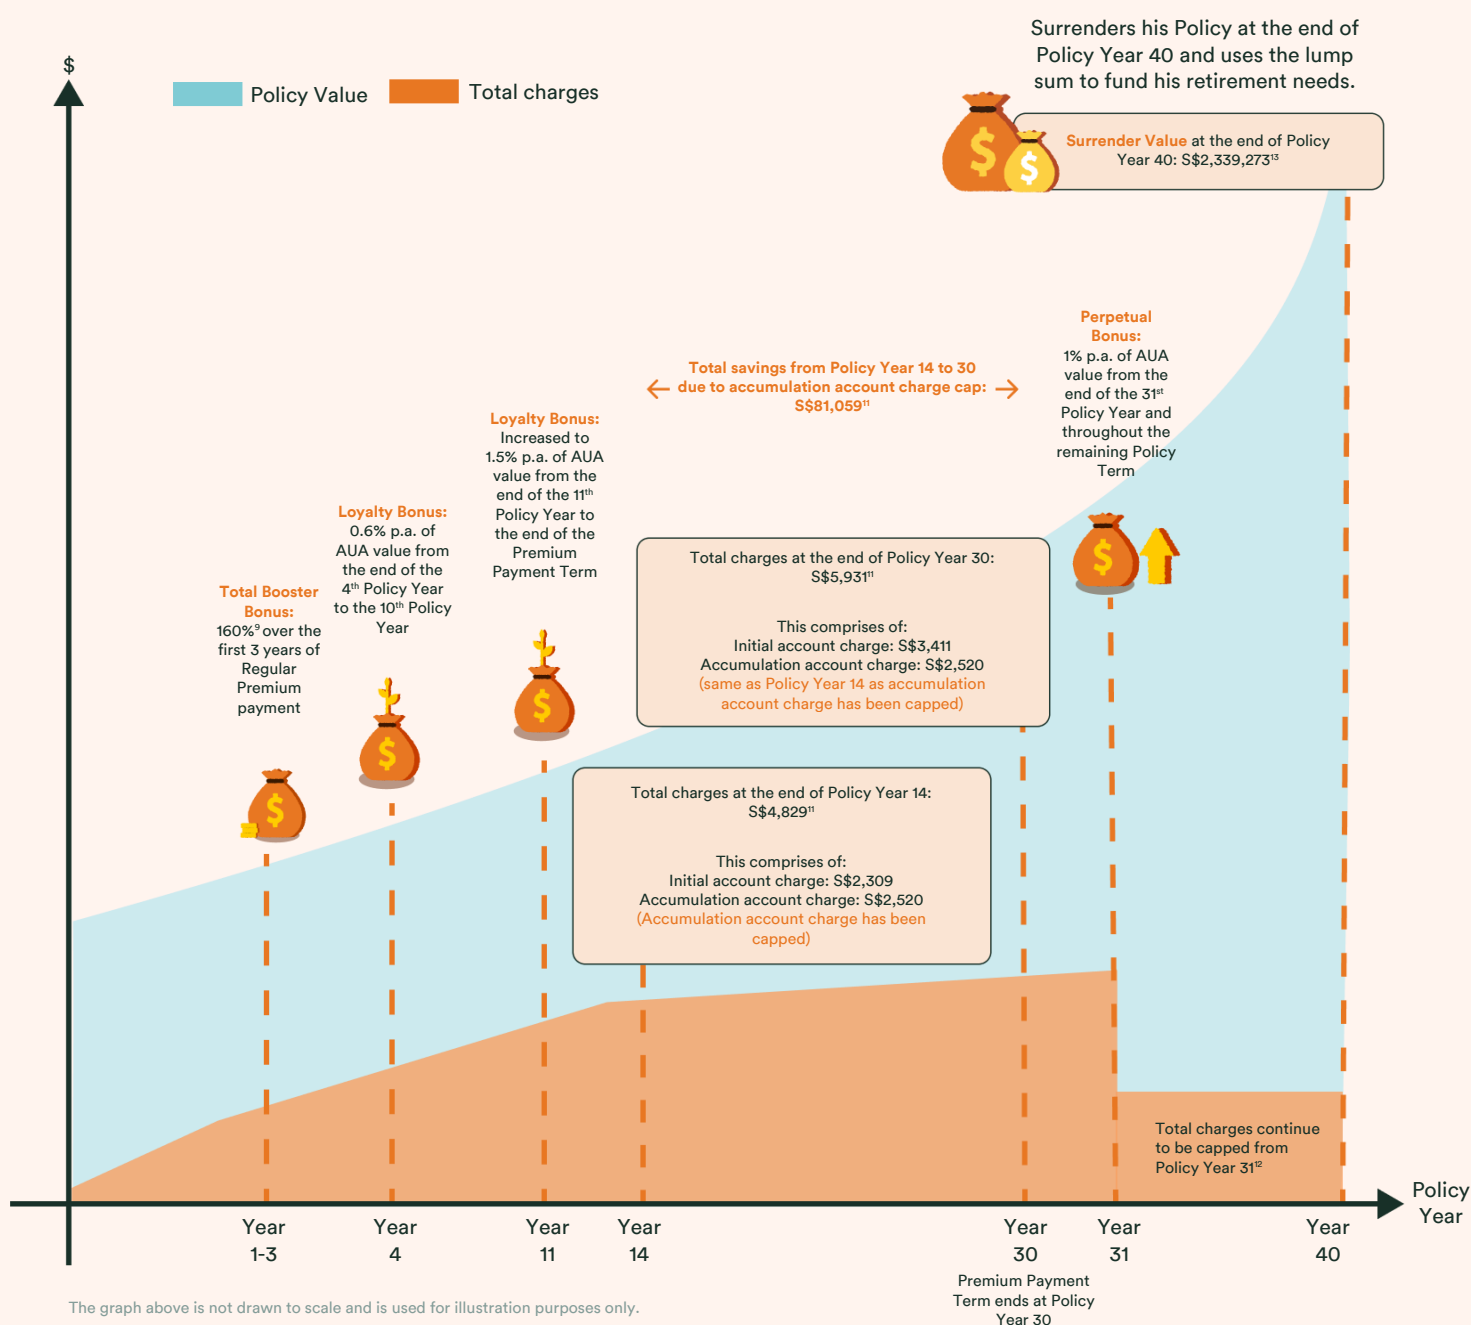 Surrenders his Policy at the end of
Policy Year 40 and uses the lump
sum to fund his retirement needs.
$
Policy Value
Total charges
Surrender Value at the end of Policy
Year 40: S$2,339,273¹³
$
$
Perpetual
Bonus:
1% p.a. of AUA
value from the
end of the 31ˢᵗ
Policy Year and
throughout the
remaining Policy
Term
Total savings from Policy Year 14 to 30
due to accumulation account charge cap:
S$81,059¹¹
Loyalty Bonus:
Increased to
1.5% p.a. of AUA
value from the
end of the 11ᵗʰ
Policy Year to
the end of the
Premium
Payment Term
Loyalty Bonus:
0.6% p.a. of
AUA value from
the end of the
4ᵗʰ Policy Year
to the 10ᵗʰ Policy
Year
Total Booster
Bonus:
160%⁹ over the
first 3 years of
Regular
Premium
payment
$
$
$
$
Total charges at the end of Policy Year 30:
S$5,931¹¹
This comprises of:
Initial account charge: S$3,411
Accumulation account charge: S$2,520
(same as Policy Year 14 as accumulation
account charge has been capped)
Total charges at the end of Policy Year 14:
S$4,829¹¹
This comprises of:
Initial account charge: S$2,309
Accumulation account charge: S$2,520
(Accumulation account charge has been
capped)
Total charges continue
to be capped from
Policy Year 31¹²
Policy
Year
Year
1-3
Year
4
Year
11
Year
14
Year
30
Premium Payment
Term ends at Policy
Year 30
Year
31
Year
40
The graph above is not drawn to scale and is used for illustration purposes only.